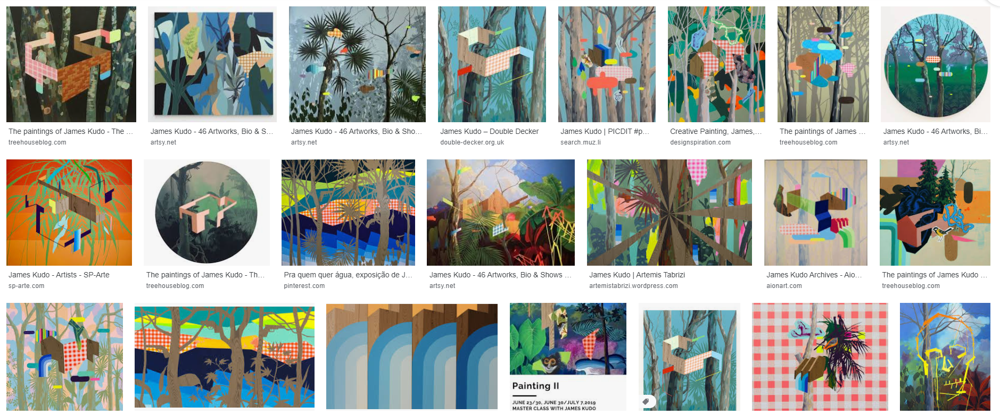 The paintings of James Kudo - The ...
treehouseblog.com
James Kudo - 46 Artworks, Bio & S...
artsy.net
James Kudo - 46 Artworks, Bio & Sho...
artsy.net
James Kudo – Double Decker
double-decker.org.uk
James Kudo | PICDIT #p...
search.muz.li
Creative Painting, James,...
designspiration.com
The paintings of James ...
treehouseblog.com
James Kudo - 46 Artworks, Bi...
artsy.net
James Kudo - Artists - SP-Arte
sp-arte.com
The paintings of James Kudo - Th...
treehouseblog.com
Pra quem quer água, exposição de J...
pinterest.com
James Kudo - 46 Artworks, Bio & Shows ...
artsy.net
James Kudo | Artemis Tabrizi
artemistabrizi.wordpress.com
James Kudo Archives - Aio...
aionart.com
The paintings of James Kudo ...
treehouseblog.com
Painting II
JUNE 23/30, JUNE 30/JULY 7,2019
MASTER CLASS WITH JAMES KUDO